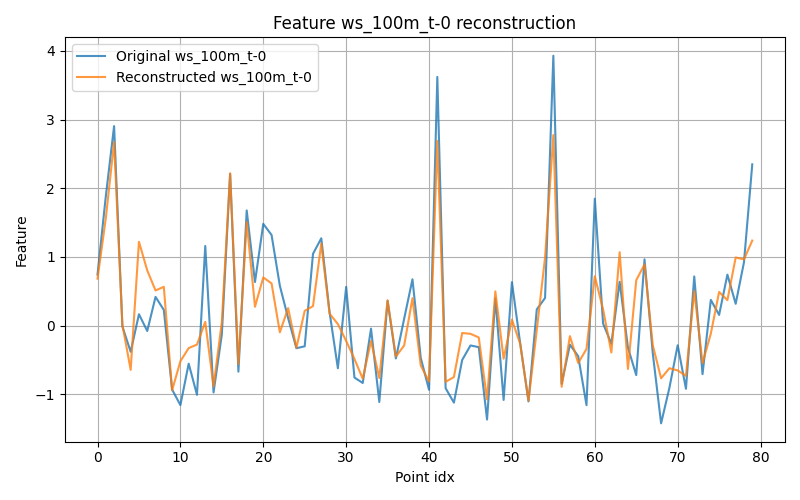 Feature ws_100m_t-0 reconstruction
Original ws_100m_t-0
Reconstructed ws_100m_t-0
Feature
4
3
2
1
0
−1
0 10 20 30 40 50 60 70 80
Point idx